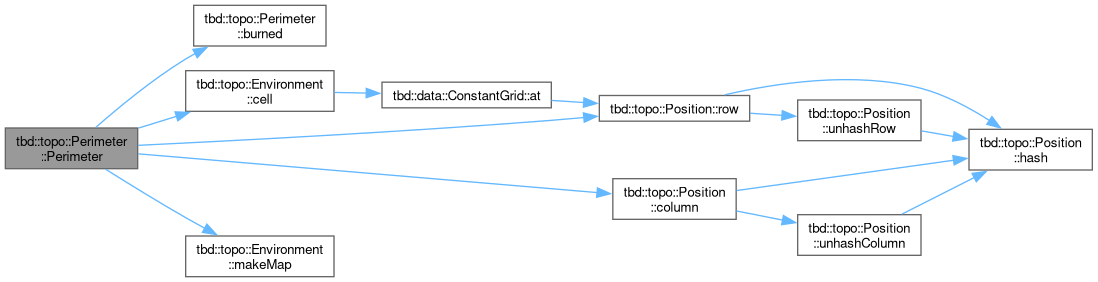 tbd::topo::Perimeter
::burned
tbd::topo::Environment
::cell
tbd::data::ConstantGrid::at
tbd::topo::Position::row
tbd::topo::Position
::unhashRow
tbd::topo::Perimeter
::Perimeter
tbd::topo::Position
::hash
tbd::topo::Position
::column
tbd::topo::Position
::unhashColumn
tbd::topo::Environment
::makeMap